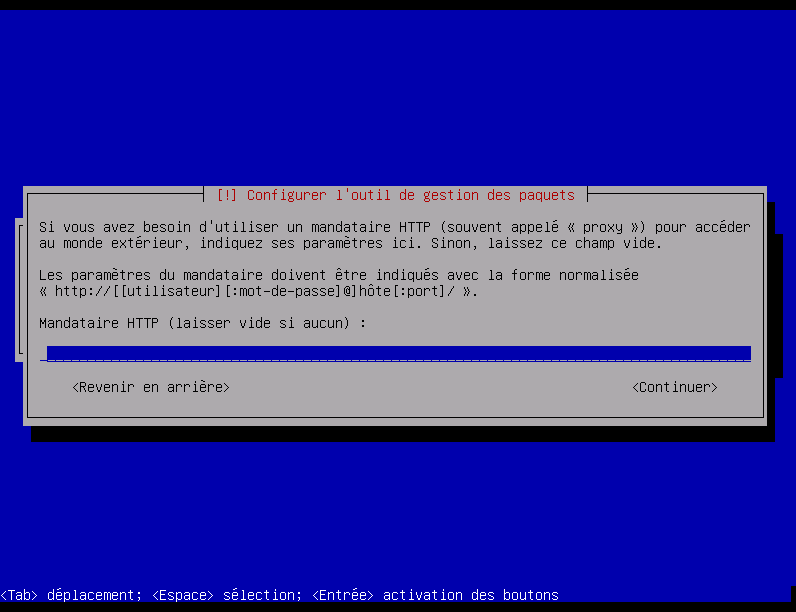 [!] Configurer l'outil de gestion des paquets
Si vous avez besoin d'utiliser un mandataire HTTP (souvent appelé « proxy ») pour accéder
au monde extérieur, indiquez ses paramètres ici. Sinon, laissez ce champ vide.
Les paramètres du mandataire doivent être indiqués avec la forme normalisée
« http://[[utilisateur][:mot-de-passe]@]hôte[:port]/ ».
Mandataire HTTP (laisser vide si aucun) :
<Revenir en arrière> <Continuer>
<Tab> déplacement; <Espace> sélection; <Entrée> activation des boutons